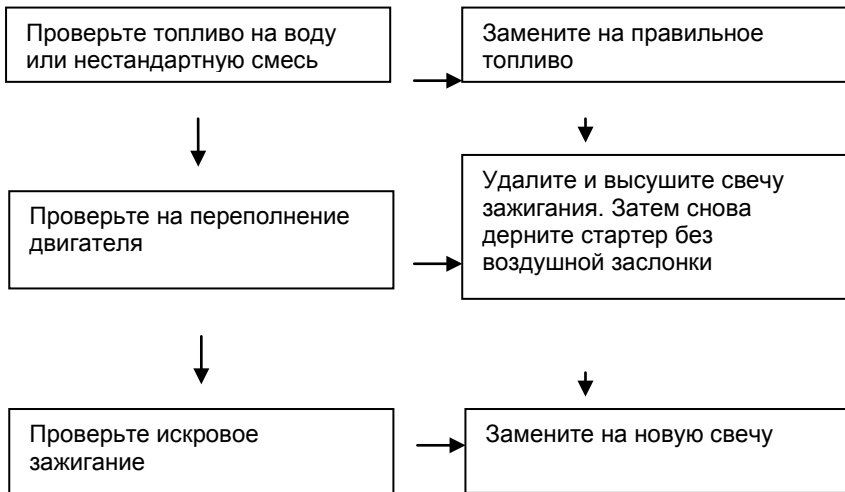 Проверьте топливо на воду
или нестандартную смесь
Замените на правильное
топливо
Проверьте на переполнение
двигателя
Удалите и высушите свечу
зажигания. Затем снова
дерните стартер без
воздушной заслонки
Проверьте искровое
зажигание
Замените на новую свечу